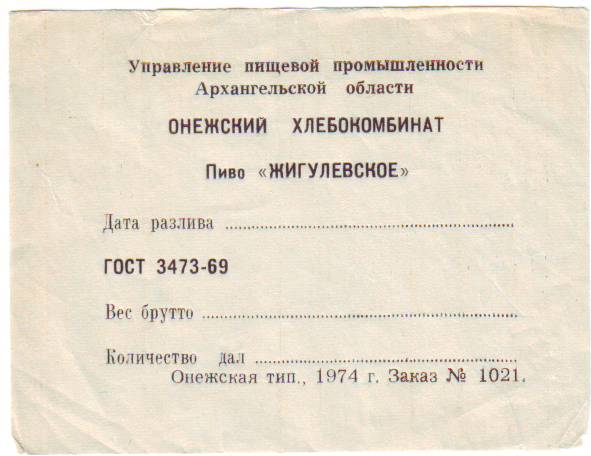 Управление пищевой промышленности
Архангельской области
ОНЕЖСКИЙ ХЛЕБОКОМБИНАТ
Пиво «ЖИГУЛЕВСКОЕ»
Дата разлива
ГОСТ 3473-69
Вес брутто
Количество дал
Онежская тип., 1974 г. Заказ № 1021.